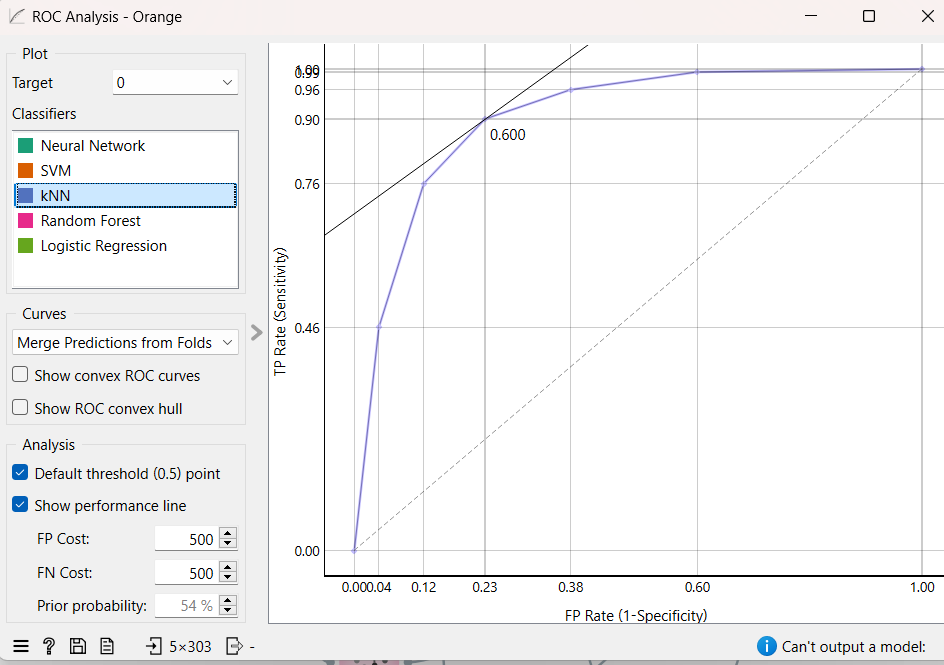 ROC Analysis - Orange
Plot
Target
0
Classifiers
Neural Network
SVM
kNN
Random Forest
Logistic Regression
Curves
Merge Predictions from Folds
Show convex ROC curves
Show ROC convex hull
Analysis
Default threshold (0.5) point
Show performance line
FP Cost:
500
FN Cost:
500
Prior probability:
54 %
5×303
-
TP Rate (Sensitivity)
1.00
0.99
0.96
0.90
0.76
0.46
0.00
0.600
0.00
0.04
0.12
0.23
0.38
0.60
1.00
FP Rate (1-Specificity)
Can't output a model: